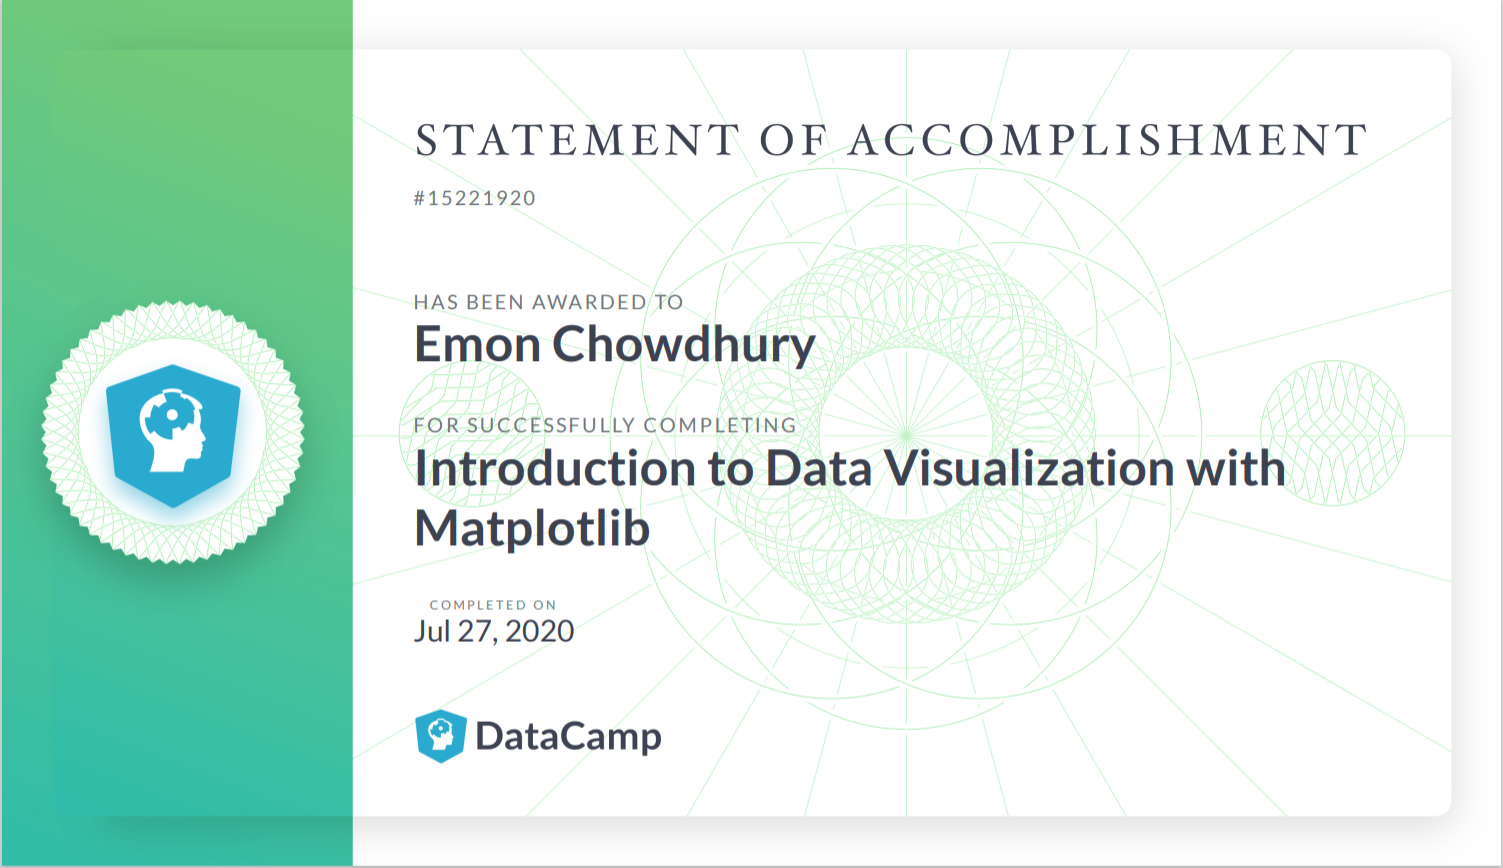 STATEMENT OF ACCOMPLISHMENT
#15221920
HAS BEEN AWARDED TO
Emon Chowdhury
FOR SUCCESSFULLY COMPLETING
Introduction to Data Visualization with
Matplotlib
COMPLETED ON
Jul 27, 2020
DataCamp